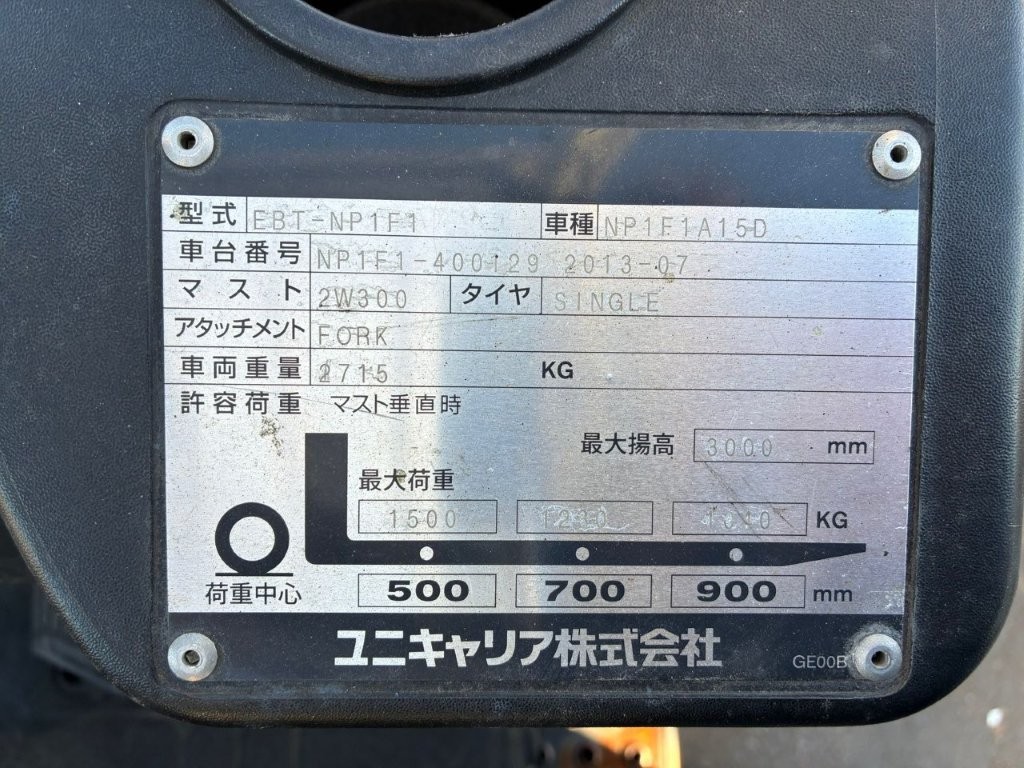 型式 EBT-NP1F1 車種 NP1F1A15D
車台番号 NP1F1-400129 2013-07
マスト 2W300 タイヤ SINGLE
アタッチメント FORK
車両重量 2715 KG
許容荷重 マスト垂直時
最大揚高 3000 mm
最大荷重
1500 KG
荷重中心 500 700 900 mm
ユニキャリア株式会社 GE00B